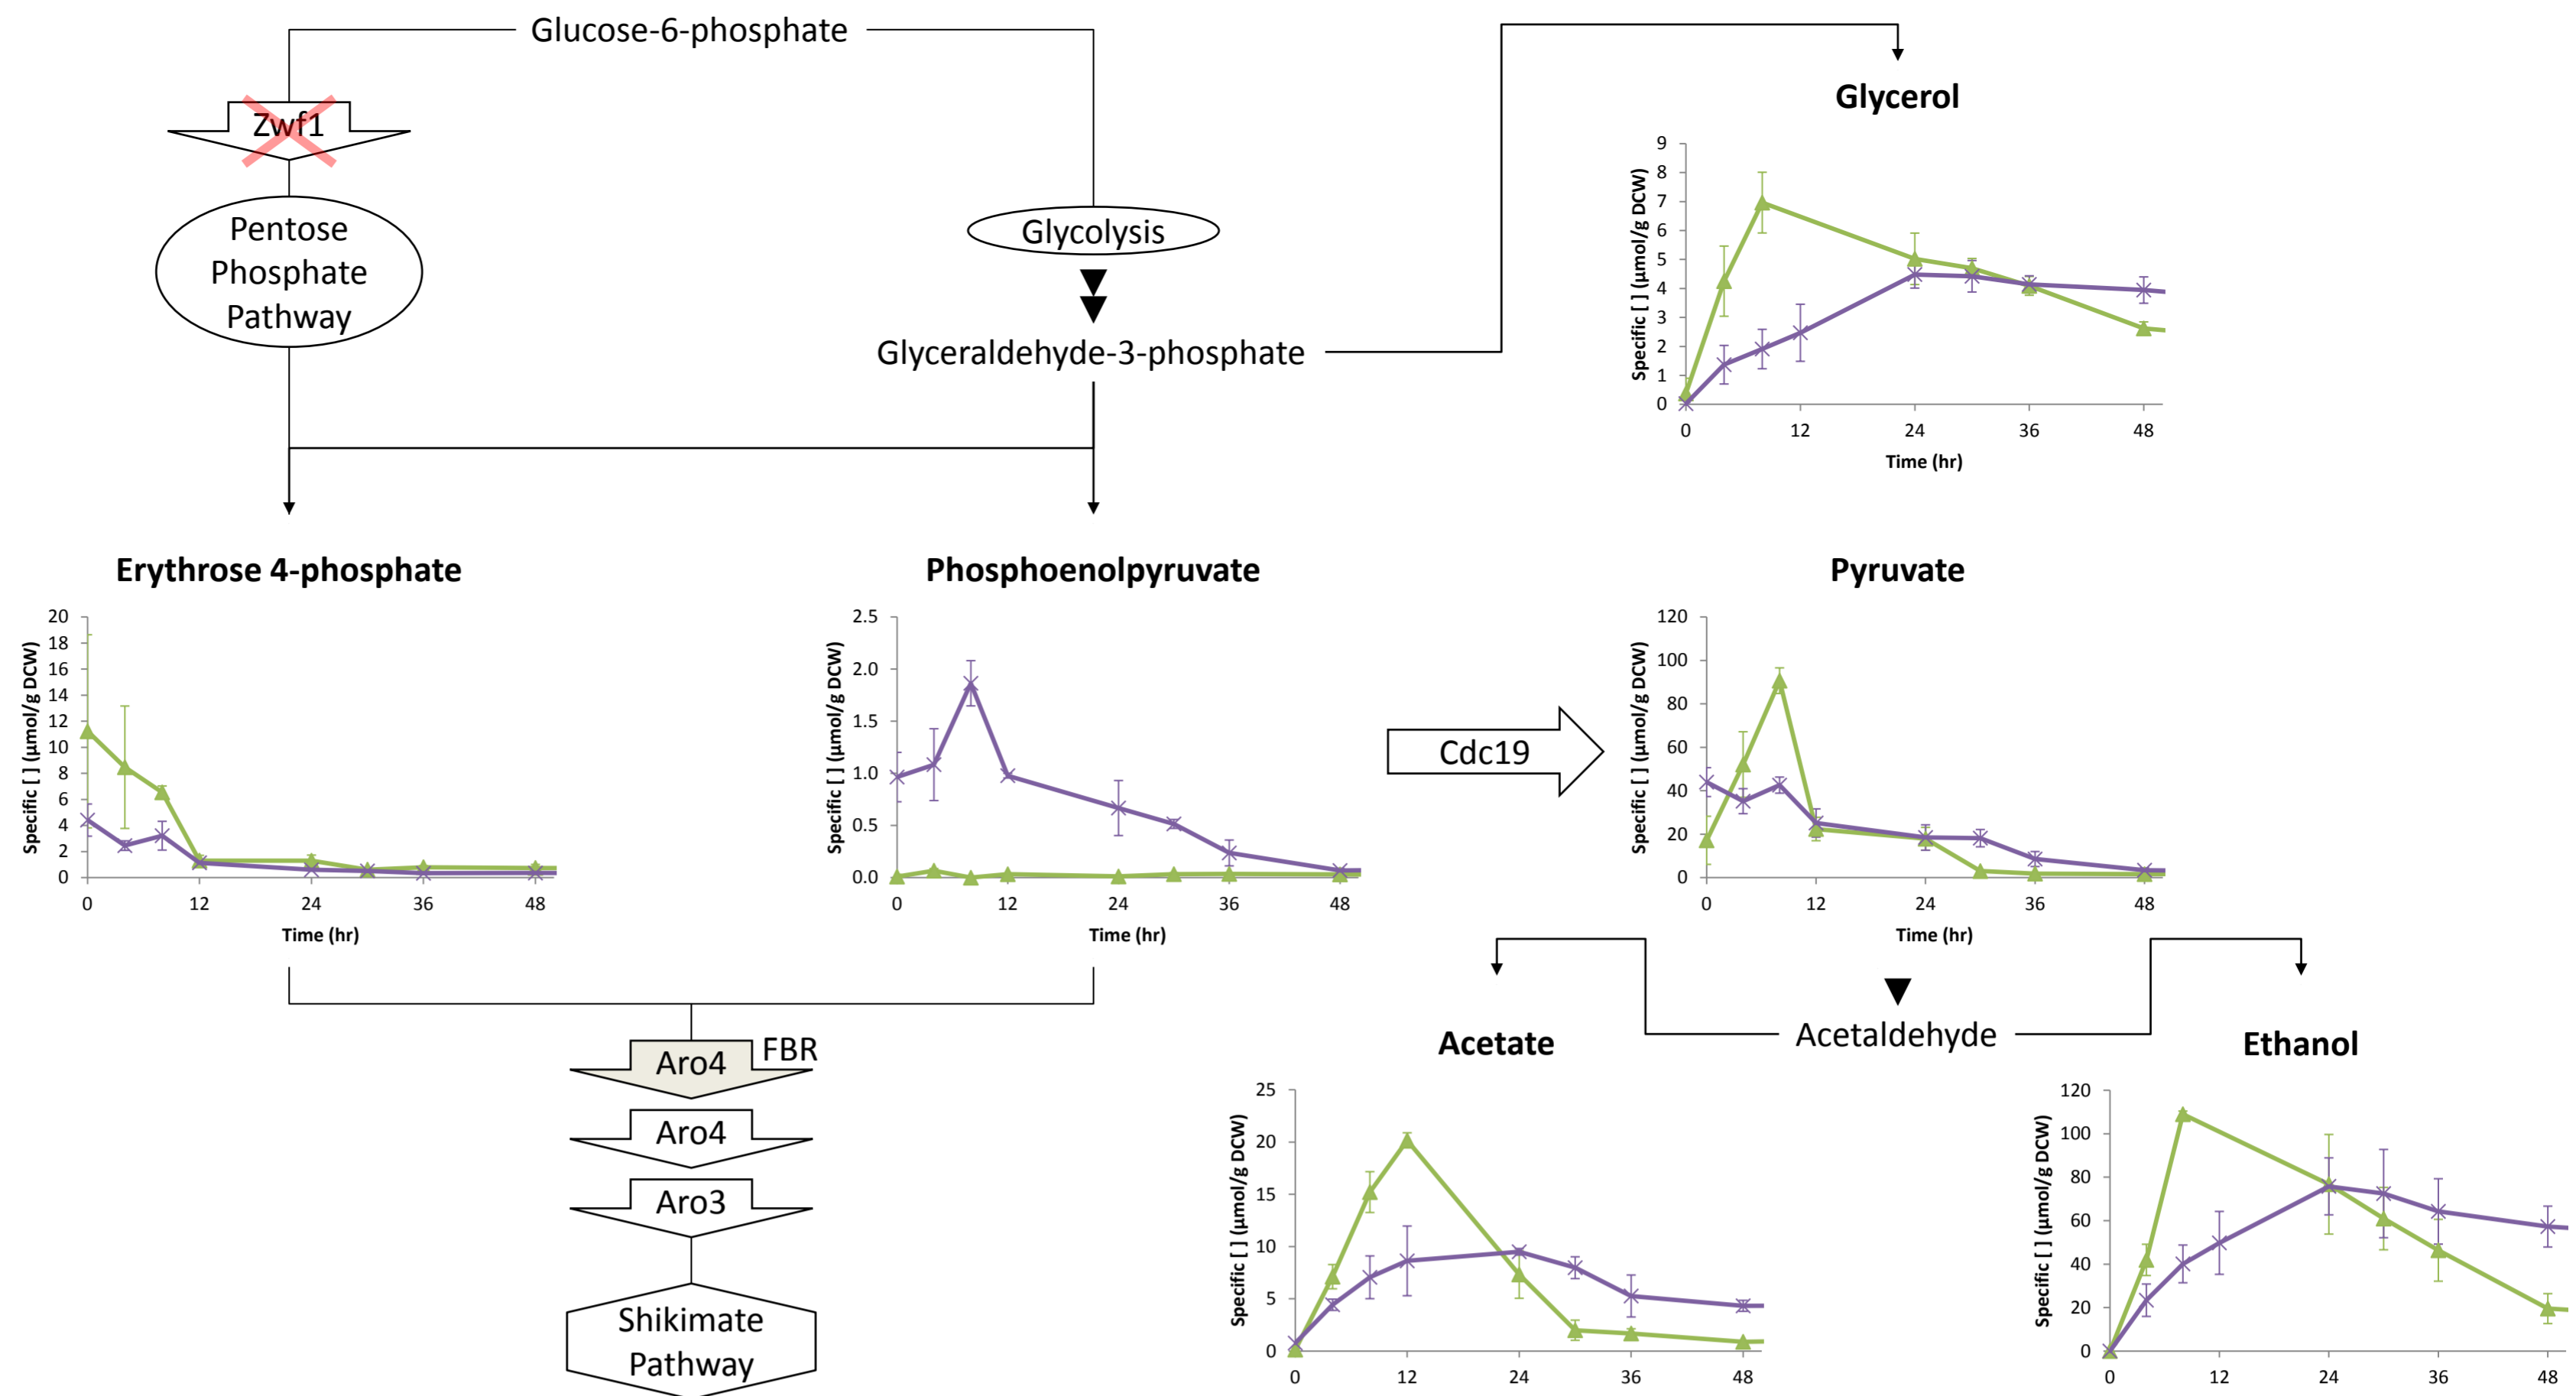 Glucose-6-phosphate
Zwf1
Pentose
Phosphate
Pathway
Glycolysis
Glyceraldehyde-3-phosphate
Glycerol
Specific [ ] (µmol/g DCW)
9
8
7
6
5
4
3
2
1
0
0 12 24 36 48
Time (hr)
Erythrose 4-phosphate
Specific [ ] (µmol/g DCW)
20
18
16
14
12
10
8
6
4
2
0
0 12 24 36 48
Time (hr)
Phosphoenolpyruvate
Specific [ ] (µmol/g DCW)
2.5
2.0
1.5
1.0
0.5
0.0
0 12 24 36 48
Time (hr)
Cdc19
Pyruvate
Specific [ ] (µmol/g DCW)
120
100
80
60
40
20
0
0 12 24 36 48
Time (hr)
Aro4 FBR
Aro4
Aro3
Shikimate
Pathway
Acetaldehyde
Acetate
Specific [ ] (µmol/g DCW)
25
20
15
10
5
0
0 12 24 36 48
Ethanol
Specific [ ] (µmol/g DCW)
120
100
80
60
40
20
0
0 12 24 36 48